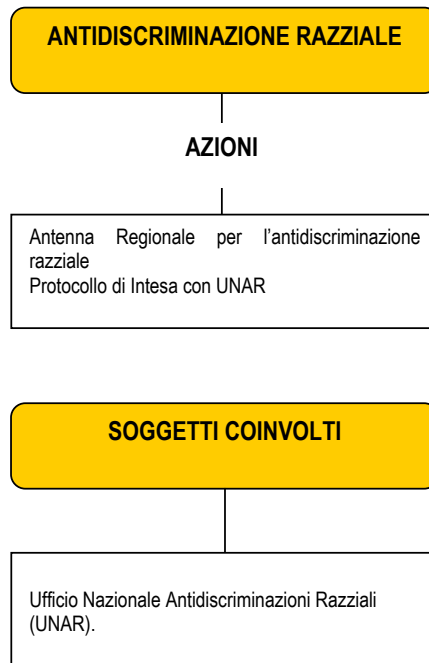 ANTIDISCRIMINAZIONE RAZZIALE
AZIONI
Antenna Regionale per l'antidiscriminazione
razziale
Protocollo di Intesa con UNAR
SOGGETTI COINVOLTI
Ufficio Nazionale Antidiscriminazioni Razziali
(UNAR).